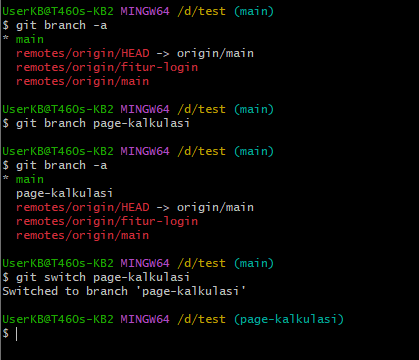 UserKB@T460s-KB2 MINGW64 /d/test (main)
$ git branch -a
* main
  remotes/origin/HEAD -> origin/main
  remotes/origin/fitur-login
  remotes/origin/main
UserKB@T460s-KB2 MINGW64 /d/test (main)
$ git branch page-kalkulasi
UserKB@T460s-KB2 MINGW64 /d/test (main)
$ git branch -a
* main
  page-kalkulasi
  remotes/origin/HEAD -> origin/main
  remotes/origin/fitur-login
  remotes/origin/main
UserKB@T460s-KB2 MINGW64 /d/test (main)
$ git switch page-kalkulasi
Switched to branch 'page-kalkulasi'
UserKB@T460s-KB2 MINGW64 /d/test (page-kalkulasi)
$